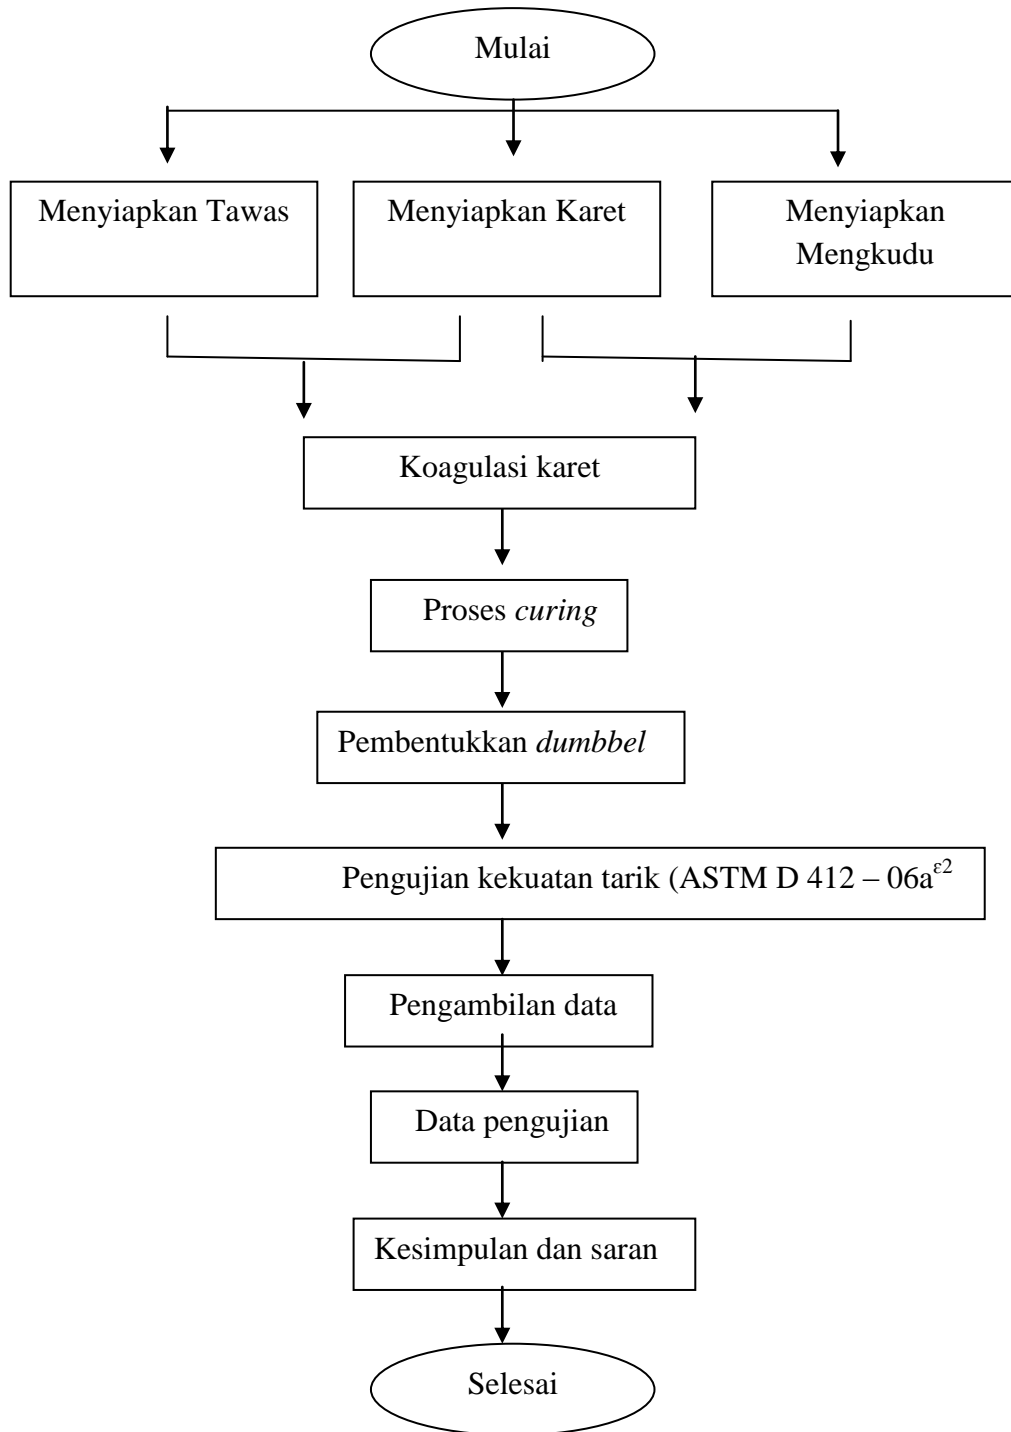 Mulai
Menyiapkan Tawas
Menyiapkan Karet
Menyiapkan
Mengkudu
Koagulasi karet
Proses curing
Pembentukkan dumbbel
Pengujian kekuatan tarik (ASTM D 412 – 06aᵋ²
Pengambilan data
Data pengujian
Kesimpulan dan saran
Selesai